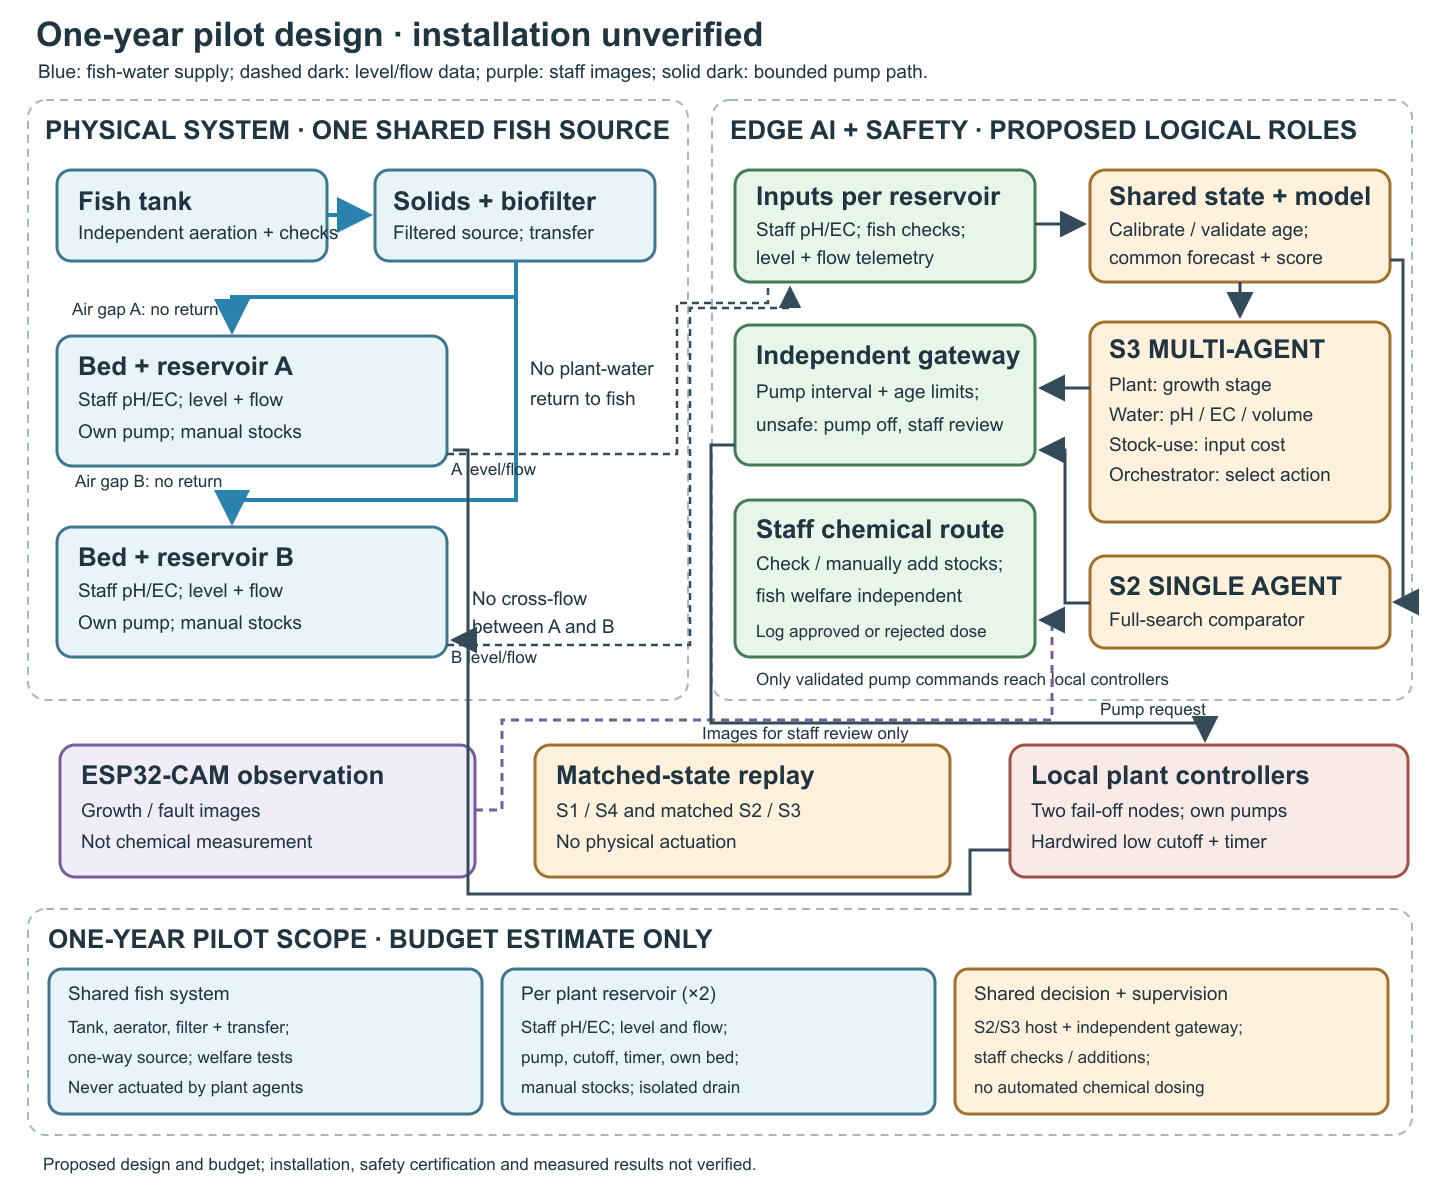 One-year pilot design · installation unverified
Blue: fish-water supply; dashed dark: level/flow data; purple: staff images; solid dark: bounded pump path.
PHYSICAL SYSTEM · ONE SHARED FISH SOURCE
Fish tank
Independent aeration + checks
Solids + biofilter
Filtered source; transfer
Air gap A: no return
Bed + reservoir A
Staff pH/EC; level + flow
Own pump; manual stocks
No plant-water
return to fish
A level/flow
Air gap B: no return
Bed + reservoir B
Staff pH/EC; level + flow
Own pump; manual stocks
No cross-flow
between A and B
B level/flow
EDGE AI + SAFETY · PROPOSED LOGICAL ROLES
Inputs per reservoir
Staff pH/EC; fish checks;
level + flow telemetry
Shared state + model
Calibrate / validate age;
common forecast + score
Independent gateway
Pump interval + age limits;
unsafe: pump off, staff review
S3 MULTI-AGENT
Plant: growth stage
Water: pH / EC / volume
Stock-use: input cost
Orchestrator: select action
Staff chemical route
Check / manually add stocks;
fish welfare independent
Log approved or rejected dose
S2 SINGLE AGENT
Full-search comparator
Only validated pump commands reach local controllers
Pump request
Images for staff review only
ESP32-CAM observation
Growth / fault images
Not chemical measurement
Matched-state replay
S1 / S4 and matched S2 / S3
No physical actuation
Local plant controllers
Two fail-off nodes; own pumps
Hardwired low cutoff + timer
ONE-YEAR PILOT SCOPE · BUDGET ESTIMATE ONLY
Shared fish system
Tank, aerator, filter + transfer;
one-way source; welfare tests
Never actuated by plant agents
Per plant reservoir (×2)
Staff pH/EC; level and flow;
pump, cutoff, timer, own bed;
manual stocks; isolated drain
Shared decision + supervision
S2/S3 host + independent gateway;
staff checks / additions;
no automated chemical dosing
Proposed design and budget; installation, safety certification and measured results not verified.